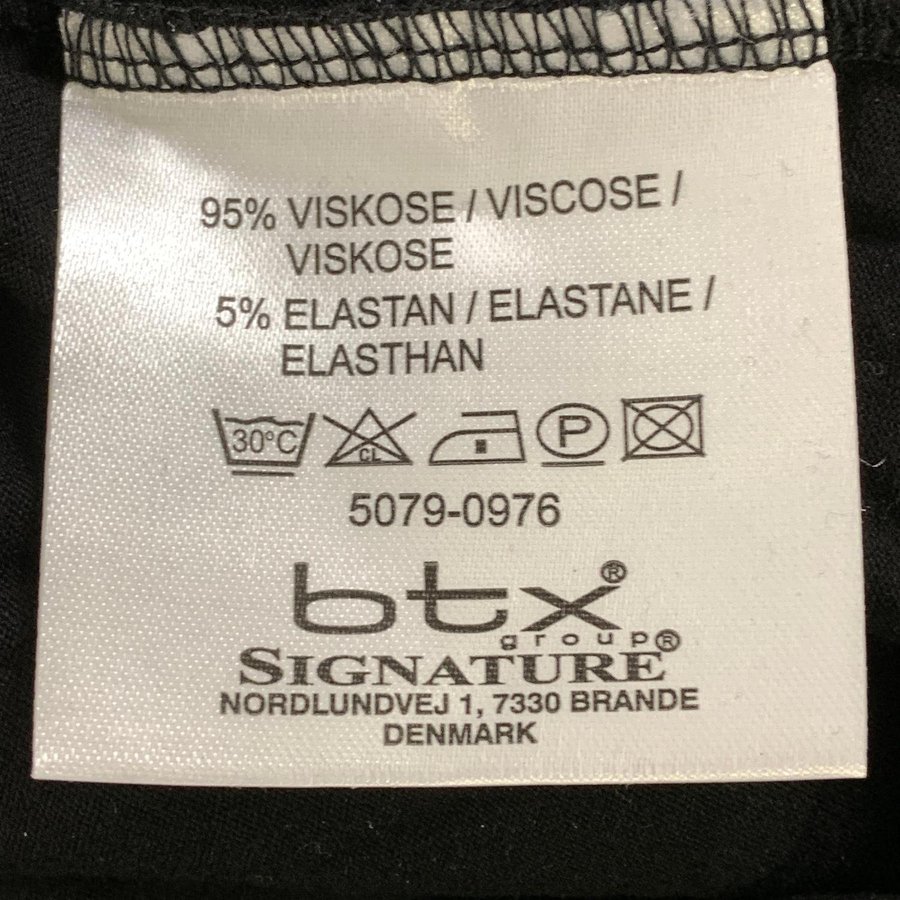 95% VISKOSE / VISCOSE /
VISKOSE
5% ELASTAN / ELASTANE /
ELASTHAN
30°C CL P
5079-0976
btx®
group®
SIGNATURE
NORDLUNDVEJ 1, 7330 BRANDE
DENMARK